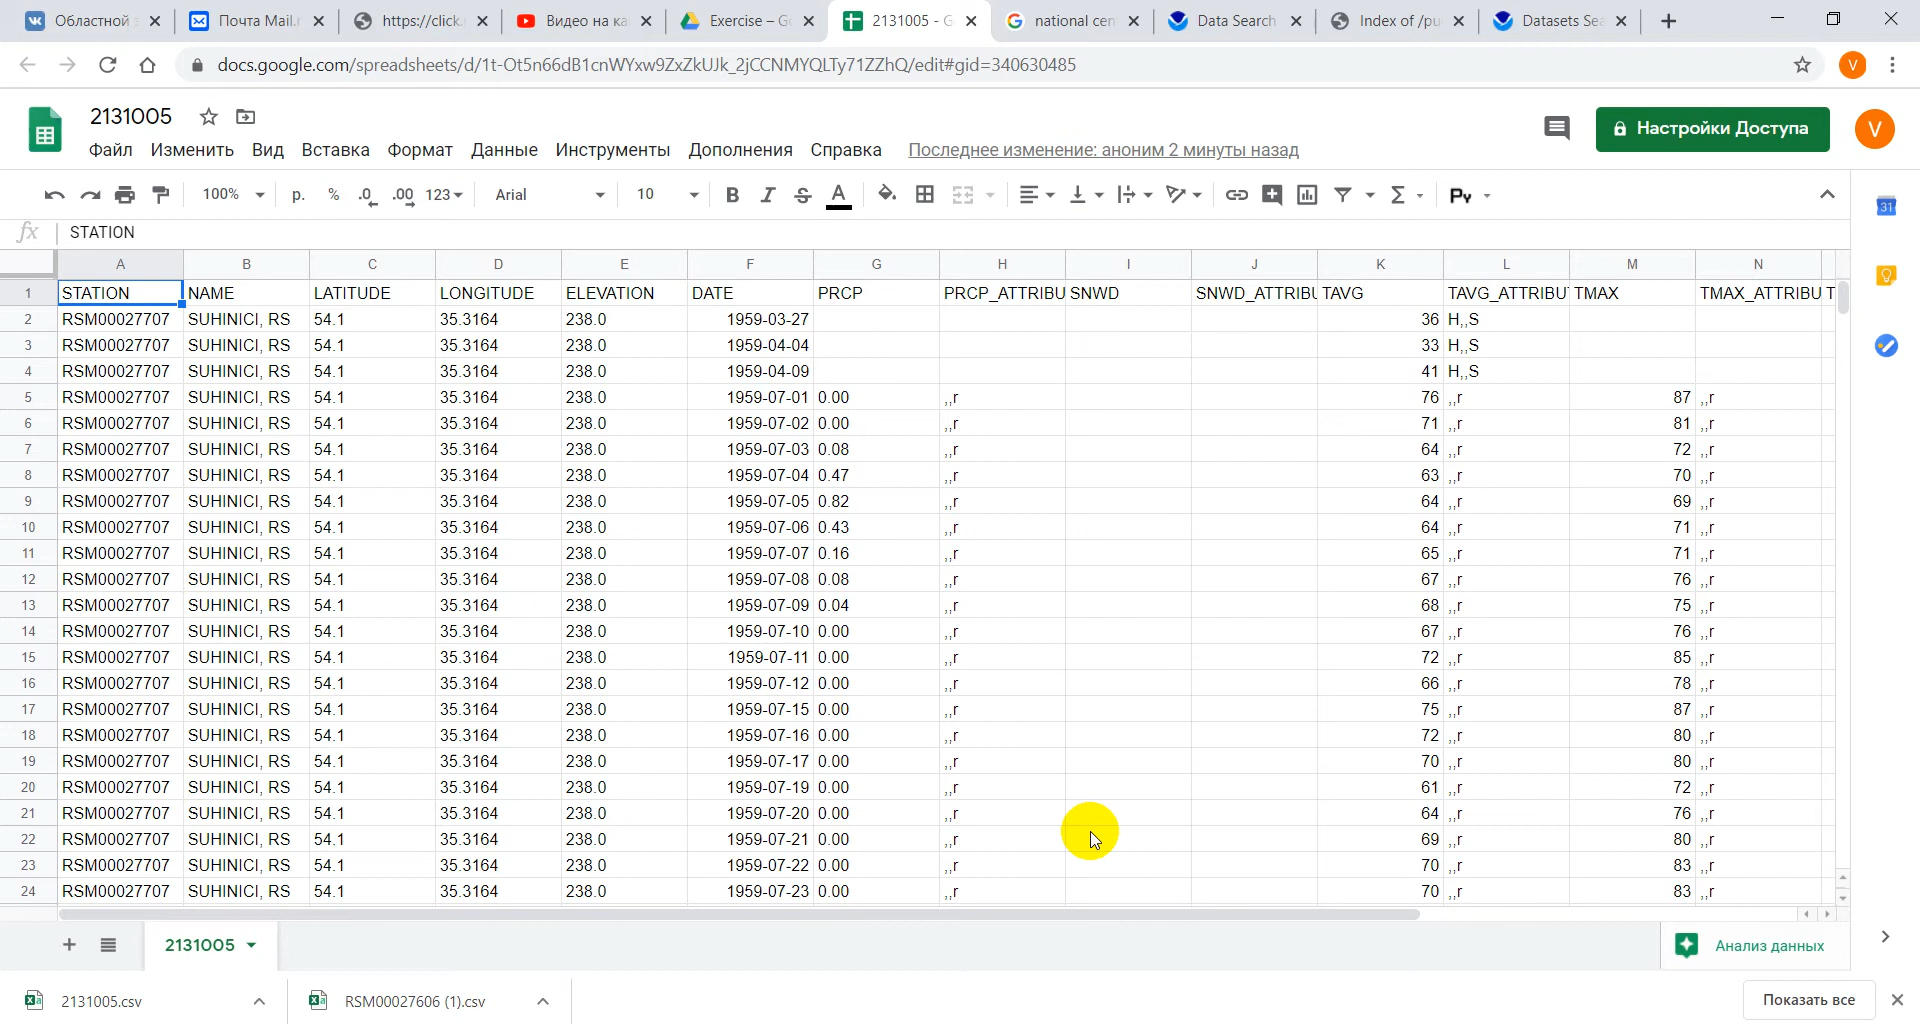 Областной з
Почта Mail.r
https://click.
Видео на ка
Exercise – Go
2131005 - G
national cen
Data Search
Index of /pu
Datasets Sea
docs.google.com/spreadsheets/d/1t-Ot5n66dB1cnWYxw9ZxZkUJk_2jCCNMYQLTy71ZZhQ/edit#gid=340630485
V
2131005
Файл Изменить Вид Вставка Формат Данные Инструменты Дополнения Справка Последнее изменение: аноним 2 минуты назад
Настройки Доступа
V
100% р. % .0 .00 123 Arial 10 B I S A Σ Py
31
fx STATION
A B C D E F G H I J K L M N
1 STATION NAME LATITUDE LONGITUDE ELEVATION DATE PRCP PRCP_ATTRIBU SNWD SNWD_ATTRIBU TAVG TAVG_ATTRIBUT TMAX TMAX_ATTRIBU T
2 RSM00027707 SUHINICI, RS 54.1 35.3164 238.0 1959-03-27 36 H,,S
3 RSM00027707 SUHINICI, RS 54.1 35.3164 238.0 1959-04-04 33 H,,S
4 RSM00027707 SUHINICI, RS 54.1 35.3164 238.0 1959-04-09 41 H,,S
5 RSM00027707 SUHINICI, RS 54.1 35.3164 238.0 1959-07-01 0.00 ,,r 76 ,,r 87 ,,r
6 RSM00027707 SUHINICI, RS 54.1 35.3164 238.0 1959-07-02 0.00 ,,r 71 ,,r 81 ,,r
7 RSM00027707 SUHINICI, RS 54.1 35.3164 238.0 1959-07-03 0.08 ,,r 64 ,,r 72 ,,r
8 RSM00027707 SUHINICI, RS 54.1 35.3164 238.0 1959-07-04 0.47 ,,r 63 ,,r 70 ,,r
9 RSM00027707 SUHINICI, RS 54.1 35.3164 238.0 1959-07-05 0.82 ,,r 64 ,,r 69 ,,r
10 RSM00027707 SUHINICI, RS 54.1 35.3164 238.0 1959-07-06 0.43 ,,r 64 ,,r 71 ,,r
11 RSM00027707 SUHINICI, RS 54.1 35.3164 238.0 1959-07-07 0.16 ,,r 65 ,,r 71 ,,r
12 RSM00027707 SUHINICI, RS 54.1 35.3164 238.0 1959-07-08 0.08 ,,r 67 ,,r 76 ,,r
13 RSM00027707 SUHINICI, RS 54.1 35.3164 238.0 1959-07-09 0.04 ,,r 68 ,,r 75 ,,r
14 RSM00027707 SUHINICI, RS 54.1 35.3164 238.0 1959-07-10 0.00 ,,r 67 ,,r 76 ,,r
15 RSM00027707 SUHINICI, RS 54.1 35.3164 238.0 1959-07-11 0.00 ,,r 72 ,,r 85 ,,r
16 RSM00027707 SUHINICI, RS 54.1 35.3164 238.0 1959-07-12 0.00 ,,r 66 ,,r 78 ,,r
17 RSM00027707 SUHINICI, RS 54.1 35.3164 238.0 1959-07-15 0.00 ,,r 75 ,,r 87 ,,r
18 RSM00027707 SUHINICI, RS 54.1 35.3164 238.0 1959-07-16 0.00 ,,r 72 ,,r 80 ,,r
19 RSM00027707 SUHINICI, RS 54.1 35.3164 238.0 1959-07-17 0.00 ,,r 70 ,,r 80 ,,r
20 RSM00027707 SUHINICI, RS 54.1 35.3164 238.0 1959-07-19 0.00 ,,r 61 ,,r 72 ,,r
21 RSM00027707 SUHINICI, RS 54.1 35.3164 238.0 1959-07-20 0.00 ,,r 64 ,,r 76 ,,r
22 RSM00027707 SUHINICI, RS 54.1 35.3164 238.0 1959-07-21 0.00 ,,r 69 ,,r 80 ,,r
23 RSM00027707 SUHINICI, RS 54.1 35.3164 238.0 1959-07-22 0.00 ,,r 70 ,,r 83 ,,r
24 RSM00027707 SUHINICI, RS 54.1 35.3164 238.0 1959-07-23 0.00 ,,r 70 ,,r 83 ,,r
2131005
Анализ данных
2131005.csv
RSM00027606 (1).csv
Показать все